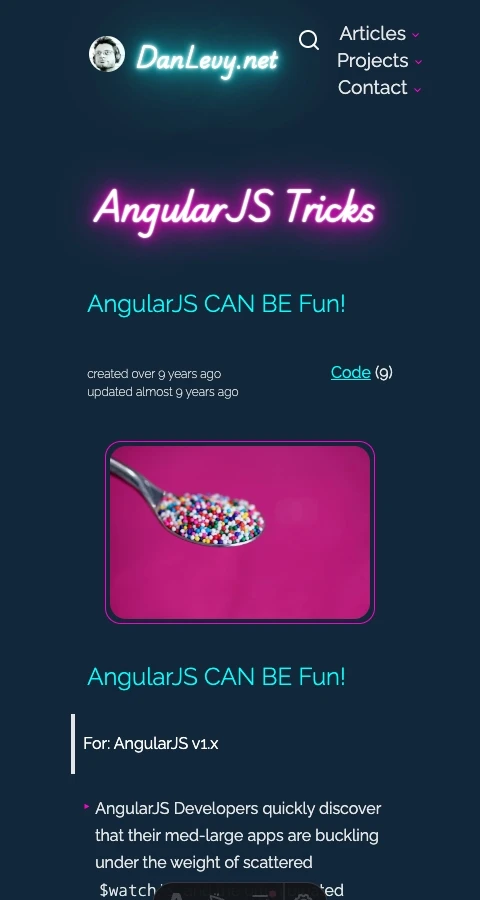 DanLevy.net
Articles
Projects
Contact
AngularJS Tricks
AngularJS CAN BE Fun!
created over 9 years ago
updated almost 9 years ago
Code (9)
AngularJS CAN BE Fun!
For: AngularJS v1.x
AngularJS Developers quickly discover
that their med-large apps are buckling
under the weight of scattered
$watch